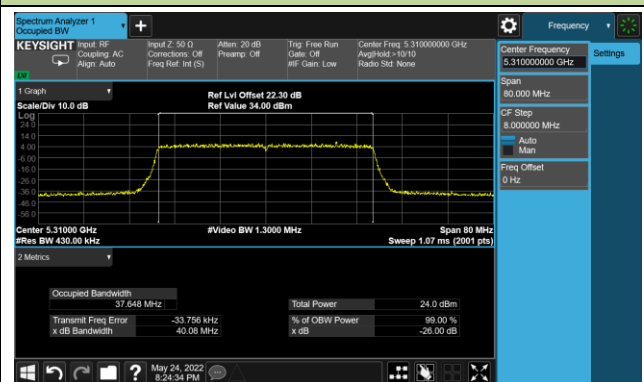 Spectrum Analyzer 1
Occupied BW
Frequency
KEYSIGHT
Input: RF
Coupling: AC
Align: Auto
Input Z: 50 Ω
Corrections: Off
Freq Ref: Int (S)
Atten: 20 dB
Preamp: Off
Trig: Free Run
Gate: Off
#IF Gain: Low
Center Freq: 5.310000000 GHz
Avg|Hold:>10/10
Radio Std: None
Center Frequency
5.310000000 GHz
Settings
Span
80.000 MHz
CF Step
8.000000 MHz
Auto
Man
Freq Offset
0 Hz
1 Graph
Scale/Div 10.0 dB
Ref Lvl Offset 22.30 dB
Ref Value 34.00 dBm
Log
24.0
14.0
4.00
-6.00
-16.0
-26.0
-36.0
-46.0
-56.0
Center 5.31000 GHz
#Res BW 430.00 kHz
#Video BW 1.3000 MHz
Span 80 MHz
Sweep 1.07 ms (2001 pts)
2 Metrics
Occupied Bandwidth
37.648 MHz
Total Power 24.0 dBm
Transmit Freq Error -33.756 kHz
% of OBW Power 99.00 %
x dB Bandwidth 40.08 MHz
x dB -26.00 dB
May 24, 2022
8:24:34 PM